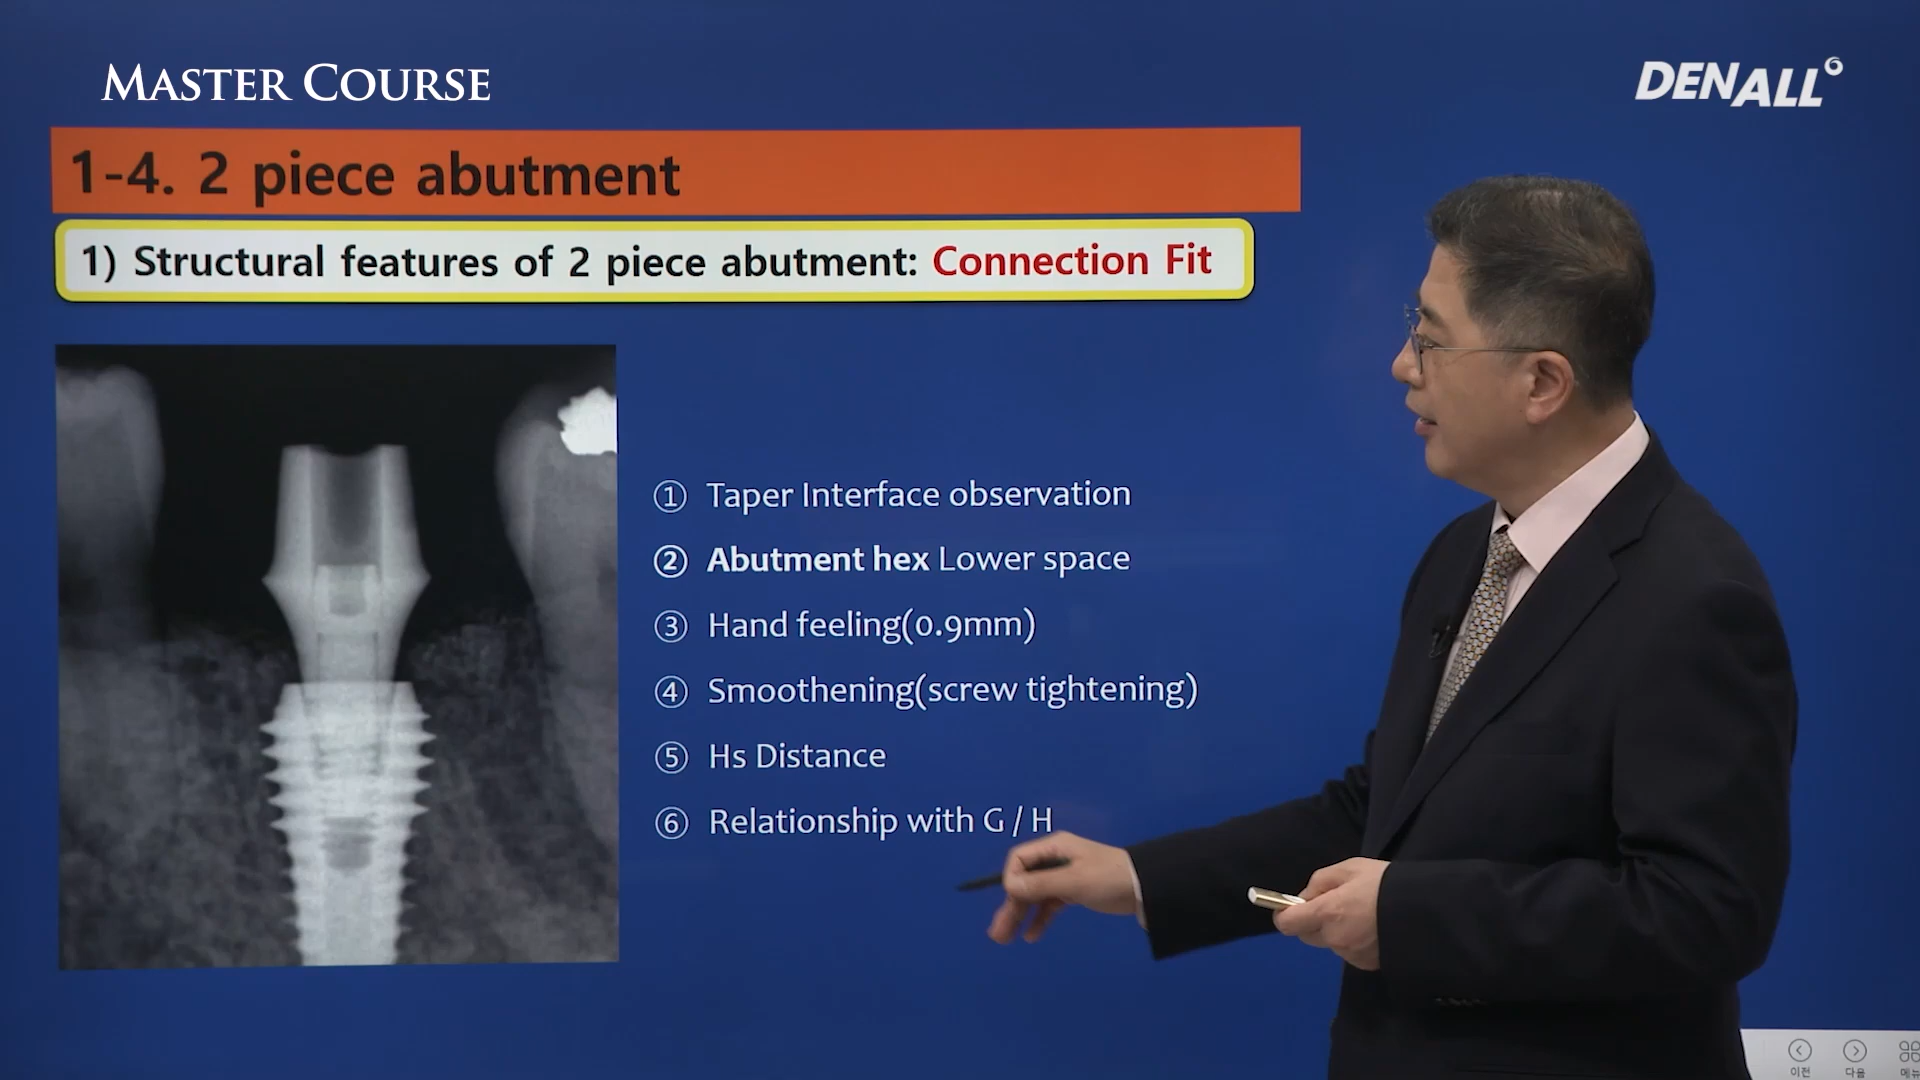 MASTER COURSE
DENALL
1-4. 2 piece abutment
1) Structural features of 2 piece abutment: Connection Fit
① Taper Interface observation
② Abutment hex Lower space
③ Hand feeling(0.9mm)
④ Smoothening(screw tightening)
⑤ Hs Distance
⑥ Relationship with G / H
이전 다음 메뉴